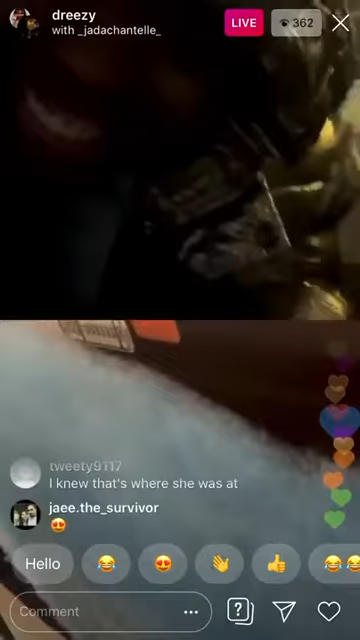 dreezy
with _jadachantelle_
LIVE
362
tweety9117
I knew that's where she was at
jaee.the_survivor
😍
Hello
😂
😍
👋
👍
😂😂
Comment